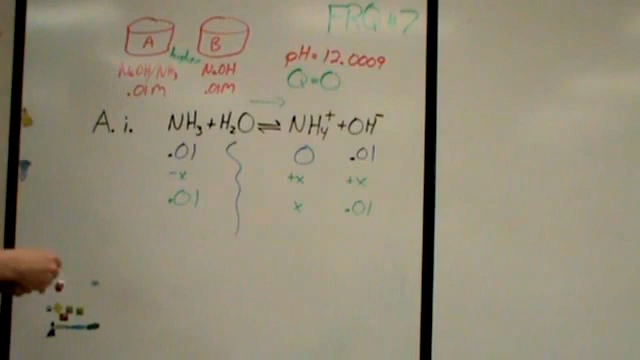 FRQ #7
A B
NaOH/NH3 NaOH
.01M .01M
higher
pH = 12.0009
Q=0
A. i. NH₃ + H₂O ⇌ NH₄⁺ + OH⁻
.01 0 .01
-x +x +x
.01 x .01